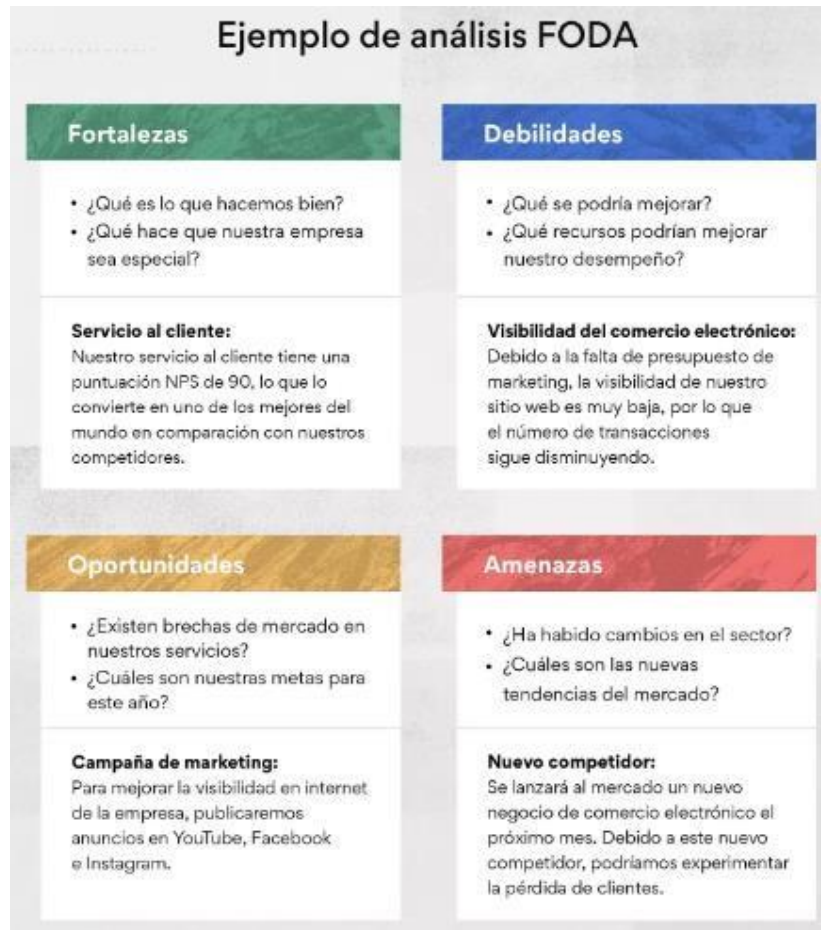 Ejemplo de análisis FODA
Fortalezas
• ¿Qué es lo que hacemos bien?
• ¿Qué hace que nuestra empresa
sea especial?
Servicio al cliente:
Nuestro servicio al cliente tiene una
puntuación NPS de 90, lo que lo
convierte en uno de los mejores del
mundo en comparación con nuestros
competidores.
Debilidades
• ¿Qué se podría mejorar?
• ¿Qué recursos podrían mejorar
nuestro desempeño?
Visibilidad del comercio electrónico:
Debido a la falta de presupuesto de
marketing, la visibilidad de nuestro
sitio web es muy baja, por lo que
el número de transacciones
sigue disminuyendo.
Oportunidades
• ¿Existen brechas de mercado en
nuestros servicios?
• ¿Cuáles son nuestras metas para
este año?
Campaña de marketing:
Para mejorar la visibilidad en internet
de la empresa, publicaremos
anuncios en YouTube, Facebook
e Instagram.
Amenazas
• ¿Ha habido cambios en el sector?
• ¿Cuáles son las nuevas
tendencias del mercado?
Nuevo competidor:
Se lanzará al mercado un nuevo
negocio de comercio electrónico el
próximo mes. Debido a este nuevo
competidor, podríamos experimentar
la pérdida de clientes.